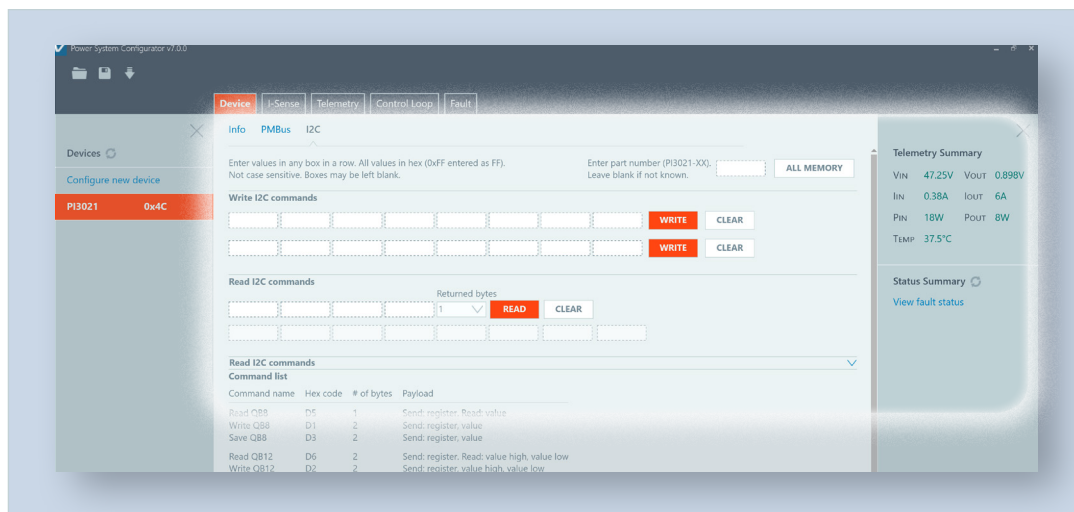 Power System Configurator v7.0.0
Device I-Sense Telemetry Control Loop Fault
Devices
Configure new device
PI3021 0x4C
Info PMBus I2C
Enter values in any box in a row. All values in hex (0xFF entered as FF).
Not case sensitive. Boxes may be left blank.
Enter part number (PI3021-XX),
Leave blank if not known.
ALL MEMORY
Write I2C commands
WRITE CLEAR
WRITE CLEAR
Read I2C commands
Returned bytes
1 READ CLEAR
Read I2C commands
Command list
Command name Hex code # of bytes Payload
Read QB8 D5 1 Send: register. Read: value
Write QB8 D1 2 Send: register, value
Save QB8 D3 2 Send: register, value
Read QB12 D6 2 Send: register. Read: value high, value low
Write QB12 D2 2 Send: register, value high, value low
Telemetry Summary
VIN 47.25V VOUT 0.898V
IIN 0.38A IOUT 6A
PIN 18W POUT 8W
TEMP 37.5°C
Status Summary
View fault status